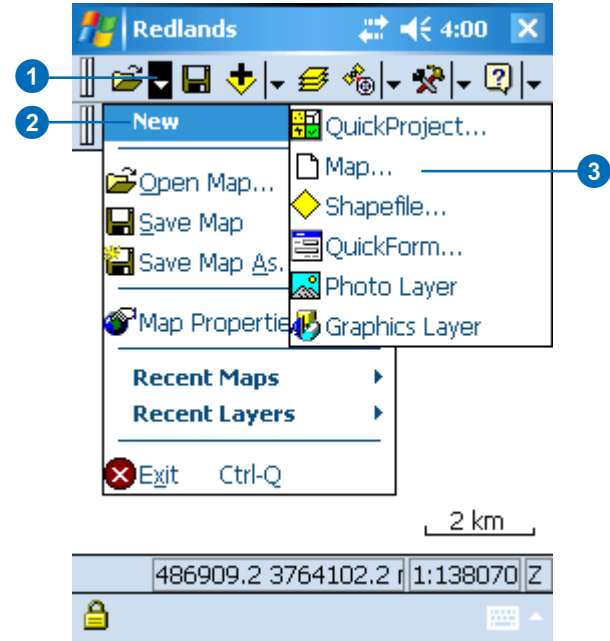 Redlands 4:00
1
2
New
QuickProject...
Map...
3
Shapefile...
QuickForm...
Photo Layer
Graphics Layer
Open Map...
Save Map
Save Map As.
Map Propertie
Recent Maps
Recent Layers
Exit Ctrl-Q
2 km
486909.2 3764102.2 1:138070 Z